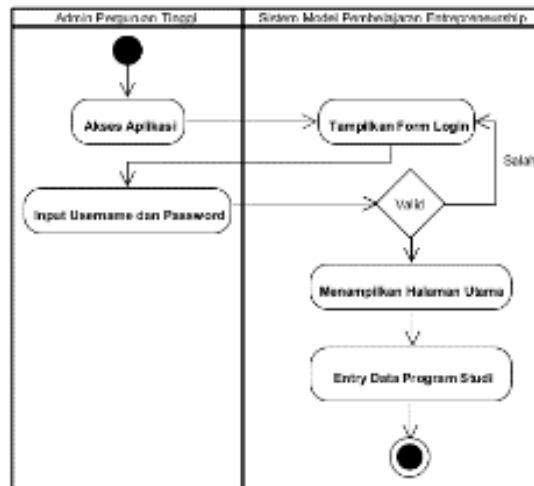 Admin Perguruan Tinggi
Sistem Model Pembelajaran Entrepreneurship
Akses Aplikasi
Tampilkan Form Login
Salah
Input Username dan Password
Valid
Menampilkan Halaman Utama
Entry Data Program Studi